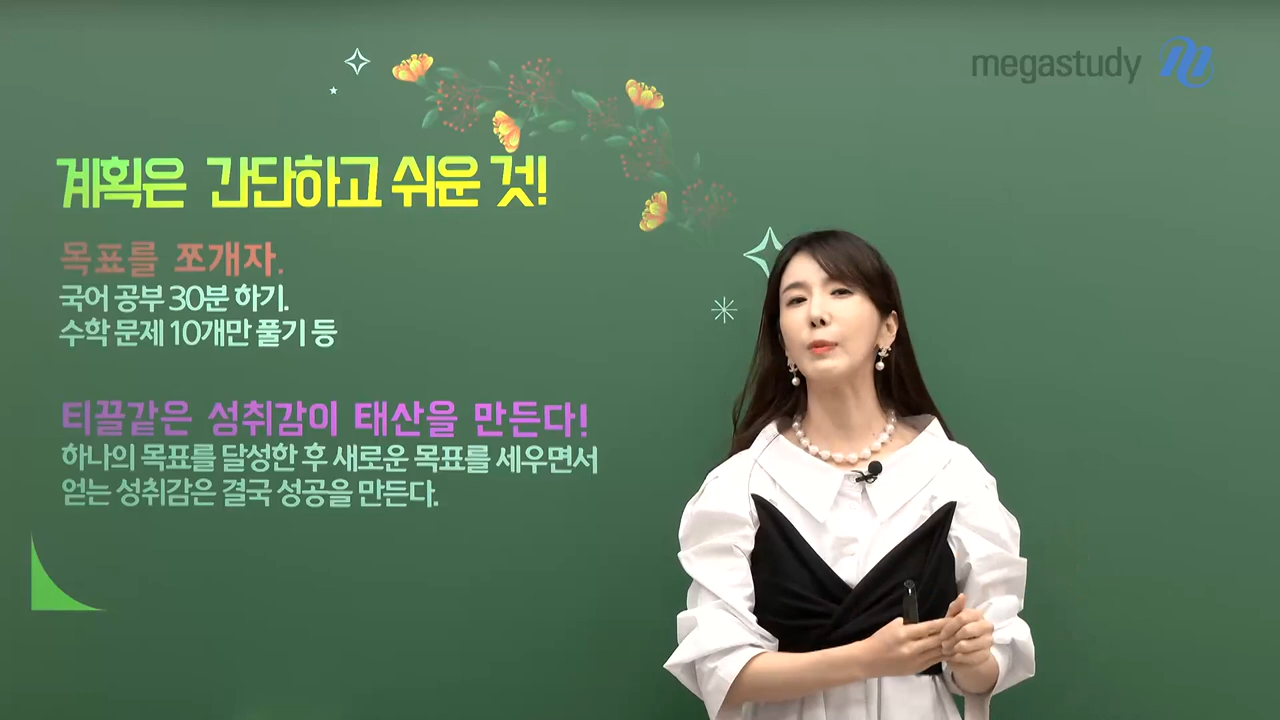 megastudy
계획은 간단하고 쉬운 것!
목표를 쪼개자.
국어 공부 30분 하기.
수학 문제 10개만 풀기 등
티끌같은 성취감이 태산을 만든다!
하나의 목표를 달성한 후 새로운 목표를 세우면서
얻는 성취감은 결국 성공을 만든다.